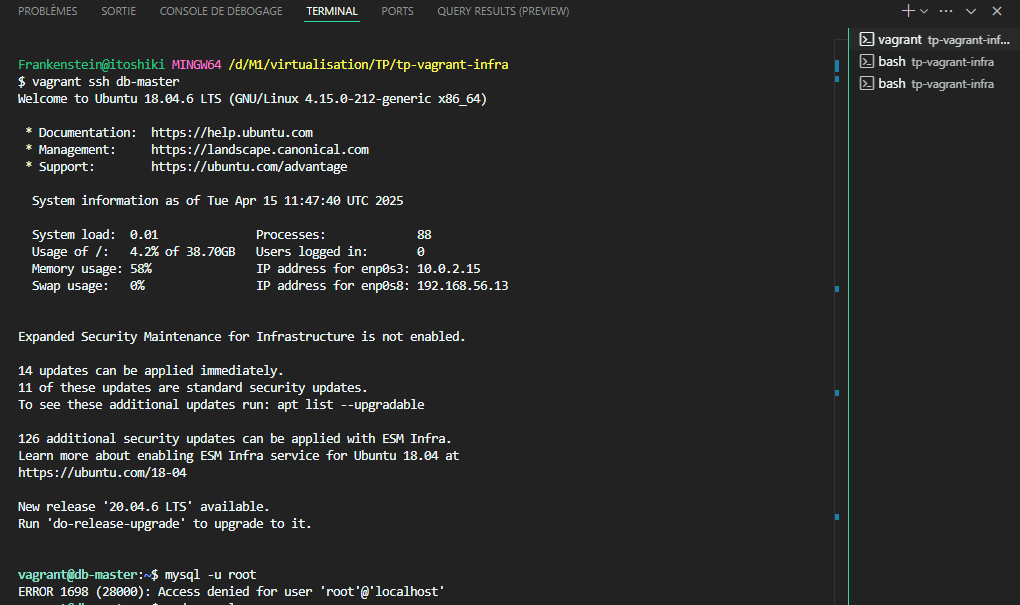 PROBLÈMES SORTIE CONSOLE DE DÉBOGAGE TERMINAL PORTS QUERY RESULTS (PREVIEW)
Frankenstein@itoshiki MINGW64 /d/M1/virtualisation/TP/tp-vagrant-infra
$ vagrant ssh db-master
Welcome to Ubuntu 18.04.6 LTS (GNU/Linux 4.15.0-212-generic x86_64)
* Documentation: https://help.ubuntu.com
* Management: https://landscape.canonical.com
* Support: https://ubuntu.com/advantage
System information as of Tue Apr 15 11:47:40 UTC 2025
System load: 0.01 Processes: 88
Usage of /: 4.2% of 38.70GB Users logged in: 0
Memory usage: 58% IP address for enp0s3: 10.0.2.15
Swap usage: 0% IP address for enp0s8: 192.168.56.13
Expanded Security Maintenance for Infrastructure is not enabled.
14 updates can be applied immediately.
11 of these updates are standard security updates.
To see these additional updates run: apt list --upgradable
126 additional security updates can be applied with ESM Infra.
Learn more about enabling ESM Infra service for Ubuntu 18.04 at
https://ubuntu.com/18-04
New release '20.04.6 LTS' available.
Run 'do-release-upgrade' to upgrade to it.
vagrant@db-master:~$ mysql -u root
ERROR 1698 (28000): Access denied for user 'root'@'localhost'
vagrant tp-vagrant-inf...
bash tp-vagrant-infra
bash tp-vagrant-infra